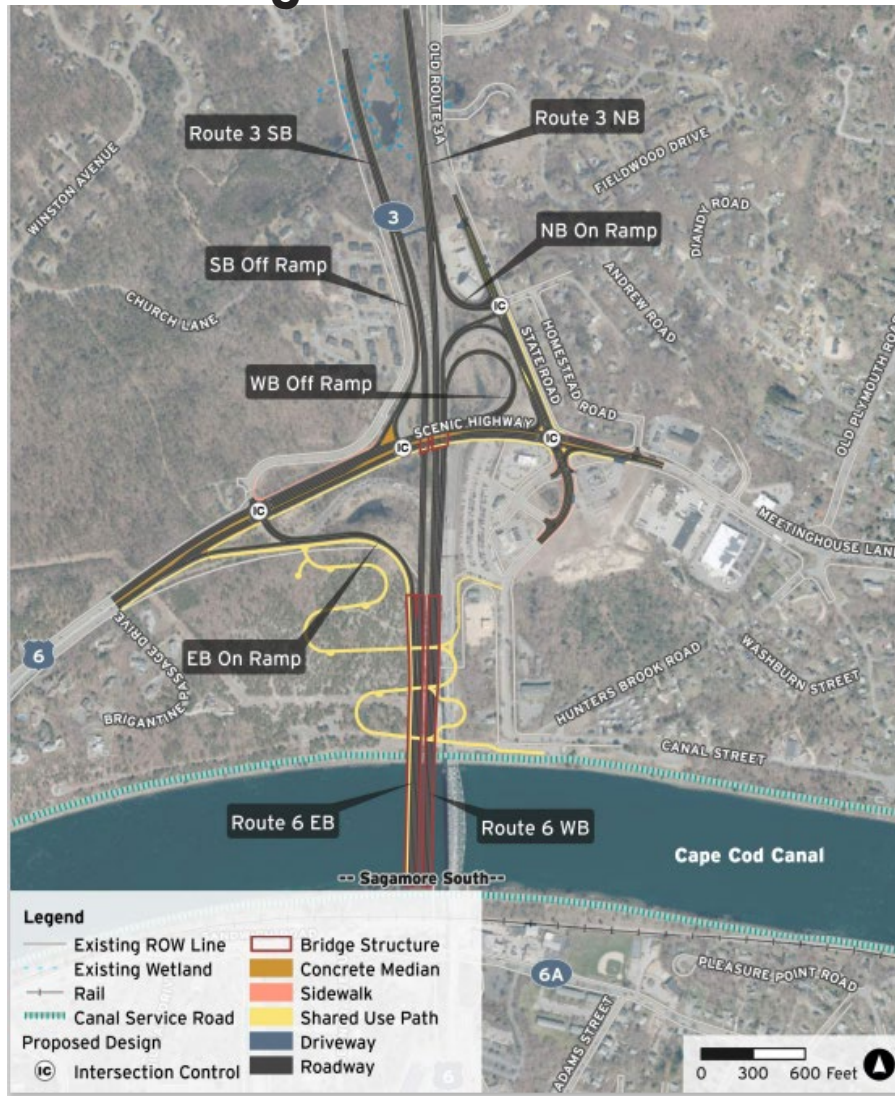 OLD ROUTE 3A
Route 3 SB
Route 3 NB
WINSTON AVENUE
FIELDWOOD DRIVE
DIANDY ROAD
3
NB On Ramp
SB Off Ramp
CHURCH LANE
IC
ANDREW ROAD
HOMESTEAD ROAD
STATE ROAD
OLD PLYMOUTH ROAD
WB Off Ramp
SCENIC HIGHWAY
IC
IC
IC
MEETINGHOUSE LANE
6
BRIGANTINE PASSAGE DRIVE
EB On Ramp
WASHBURN STREET
HUNTERS BROOK ROAD
CANAL STREET
Route 6 EB
Route 6 WB
Cape Cod Canal
-- Sagamore South--
Legend
Existing ROW Line
Existing Wetland
Rail
Canal Service Road
Proposed Design
IC Intersection Control
Bridge Structure
Concrete Median
Sidewalk
Shared Use Path
Driveway
Roadway
6A
PLEASURE POINT ROAD
ADAMS STREET
6
0 300 600 Feet